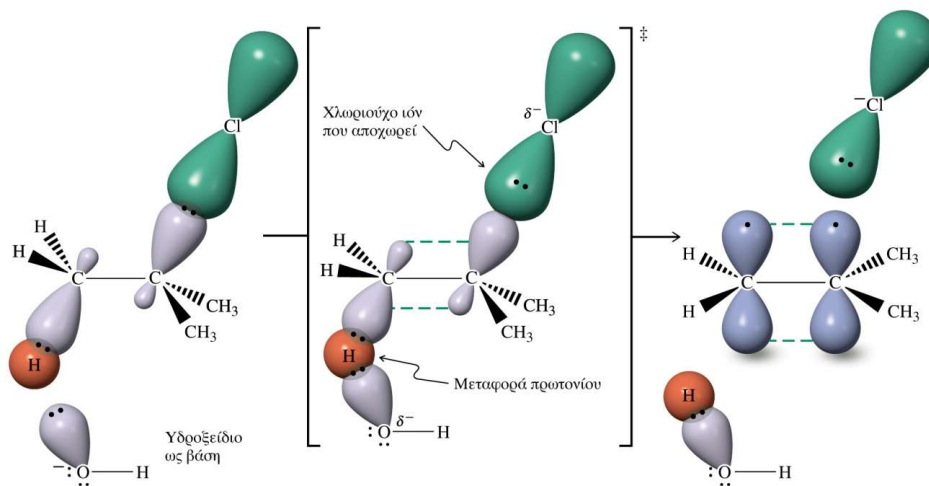 Cl
H
H
C
C
CH3
CH3
H
Υδροξείδιο
ως βάση
−:O—H
‡
Χλωριούχο ιόν
που αποχωρεί
δ−
Cl
H
H
C
C
CH3
CH3
H
Μεταφορά πρωτονίου
δ−
:O—H
−Cl
H
H
C
C
CH3
CH3
H
:O—H